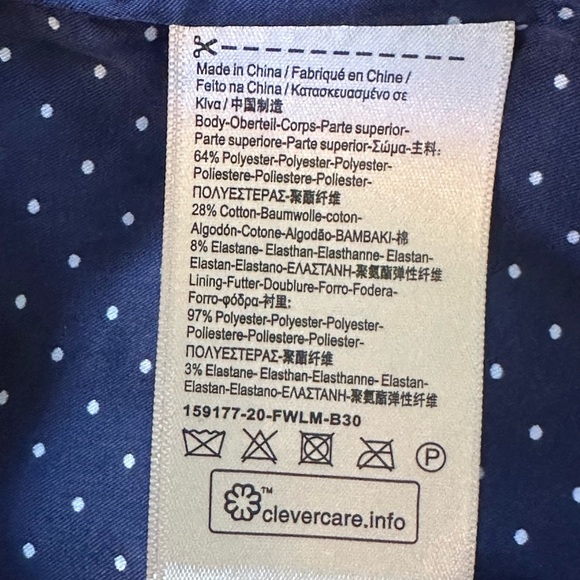 Made in China / Fabriqué en Chine /
Feito na China / Κατασκευασμένο σε
Κίνα / 中国制造
Body-Oberteil-Corps-Parte superior-
Parte superiore-Parte superior-Σώμα-主料:
64% Polyester-Polyester-Polyester-
Poliestere-Poliestere-Poliester-
ΠΟΛΥΕΣΤΕΡΑΣ-聚酯纤维
28% Cotton-Baumwolle-coton-
Algodón-Cotone-Algodão-BAMBAKI-棉
8% Elastane- Elasthan-Elasthanne- Elastan-
Elastan-Elastano-ΕΛΑΣΤΑΝΗ-聚氨酯弹性纤维
Lining-Futter-Doublure-Forro-Fodera-
Forro-φόδρα-衬里:
97% Polyester-Polyester-Polyester-
Poliestere-Poliestere-Poliester-
ΠΟΛΥΕΣΤΕΡΑΣ-聚酯纤维
3% Elastane- Elasthan-Elasthanne- Elastan-
Elastan-Elastano-ΕΛΑΣΤΑΝΗ-聚氨酯弹性纤维
159177-20-FWLM-B30
P
™
clevercare.info